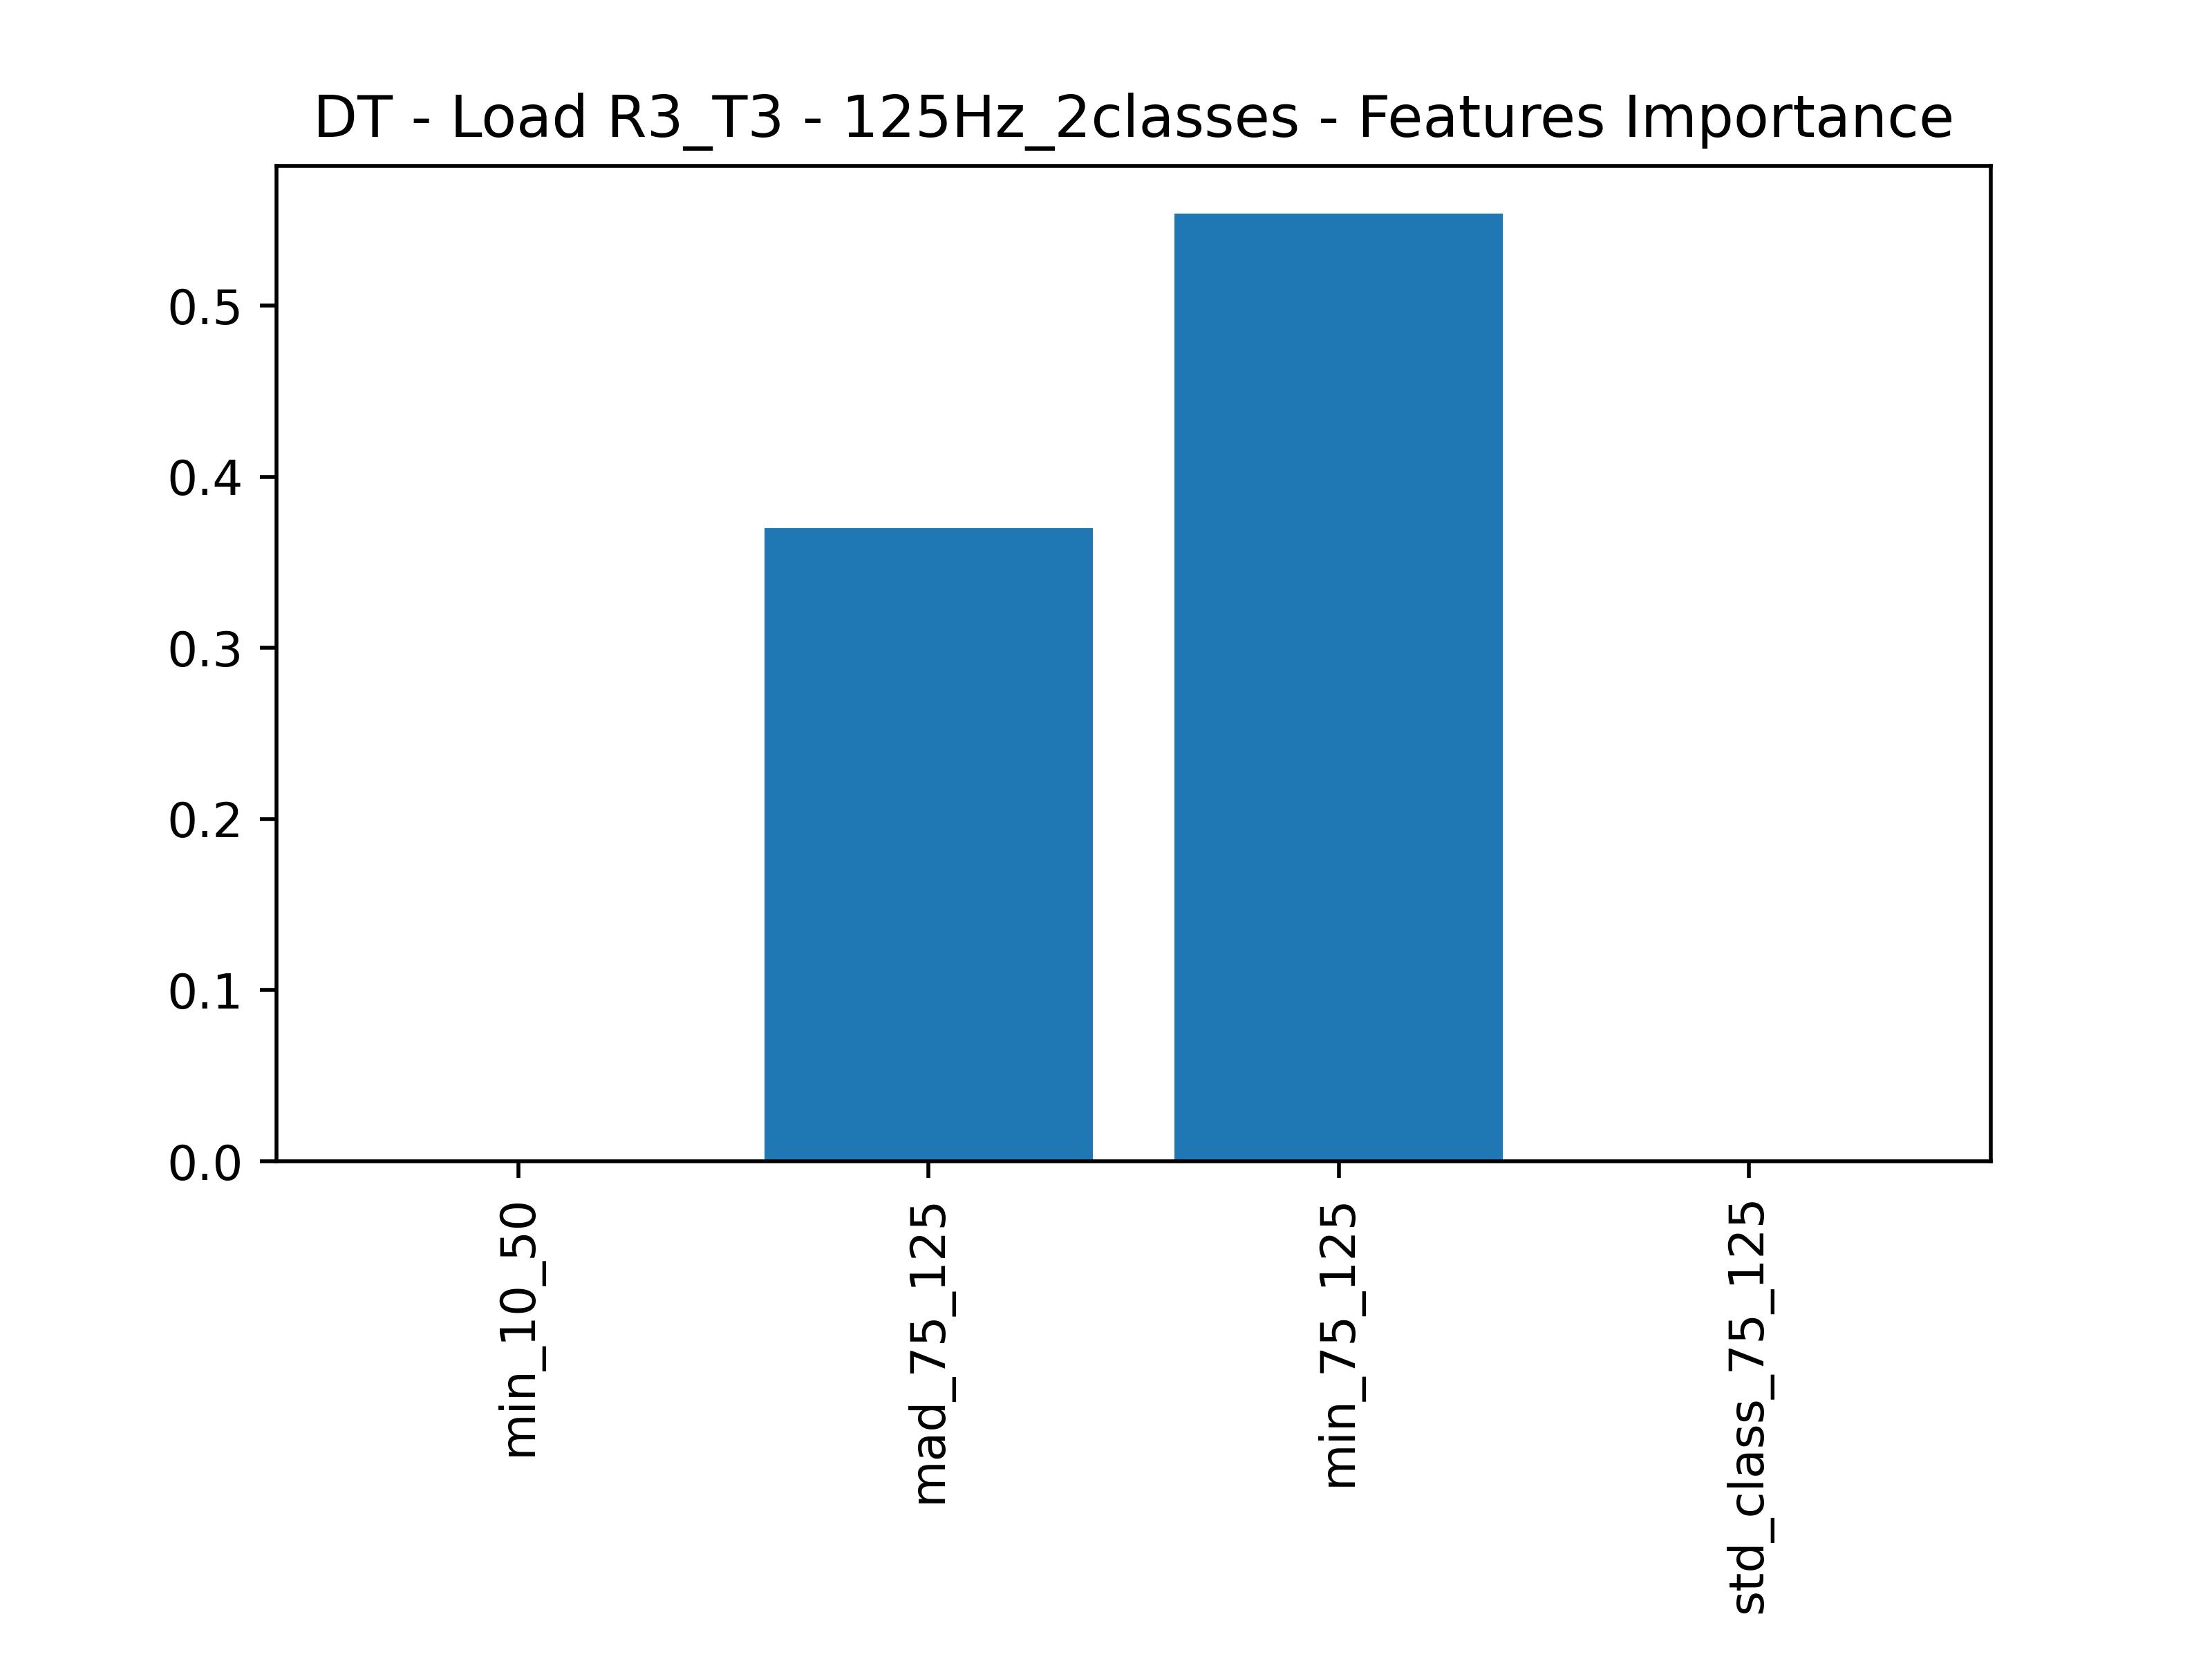 DT - Load R3_T3 - 125Hz_2classes - Features Importance
0.5
0.4
0.3
0.2
0.1
0.0
min_10_50
mad_75_125
min_75_125
std_class_75_125